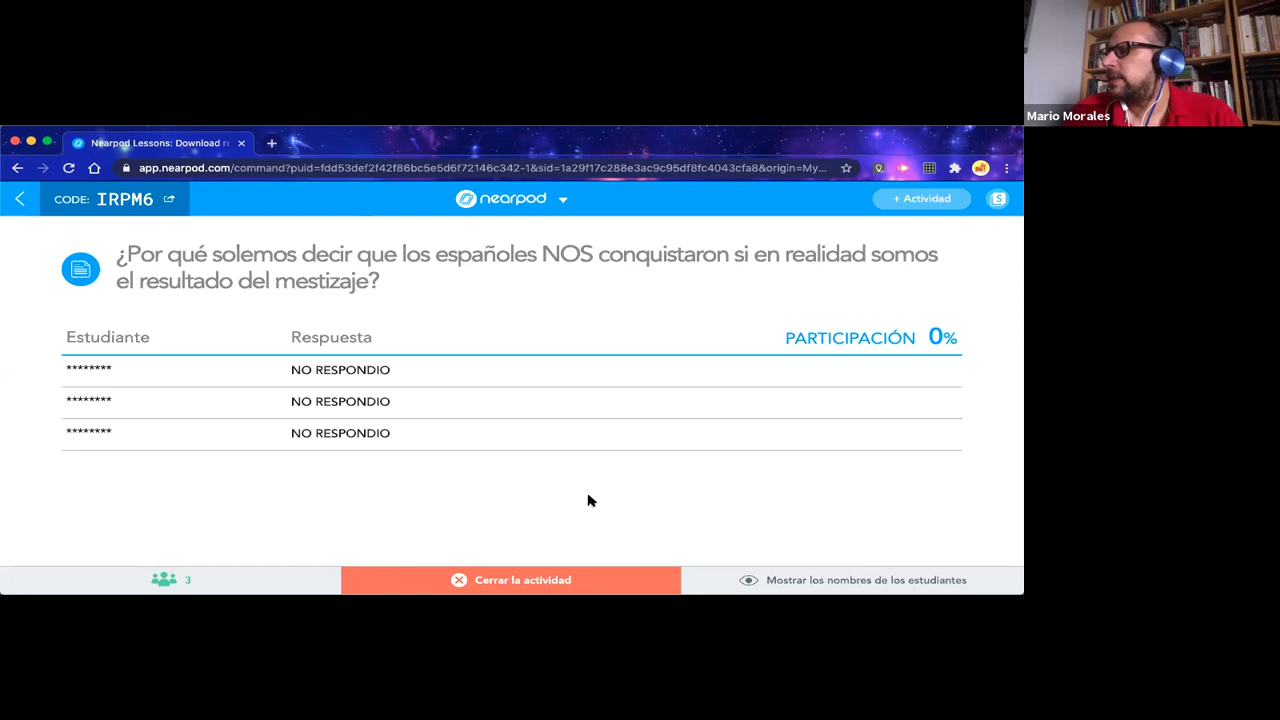 Mario Morales
Nearpod Lessons: Download r
app.nearpod.com/command?puid=fdd53def2f42f86bc5e5d6f72146c342-1&sid=1a29f17c288e3ac9c95df8fc4043cfa8&origin=My...
CODE: IRPM6
nearpod
+ Actividad
S
¿Por qué solemos decir que los españoles NOS conquistaron si en realidad somos
el resultado del mestizaje?
Estudiante Respuesta PARTICIPACIÓN 0%
******** NO RESPONDIO
******** NO RESPONDIO
******** NO RESPONDIO
3 Cerrar la actividad Mostrar los nombres de los estudiantes